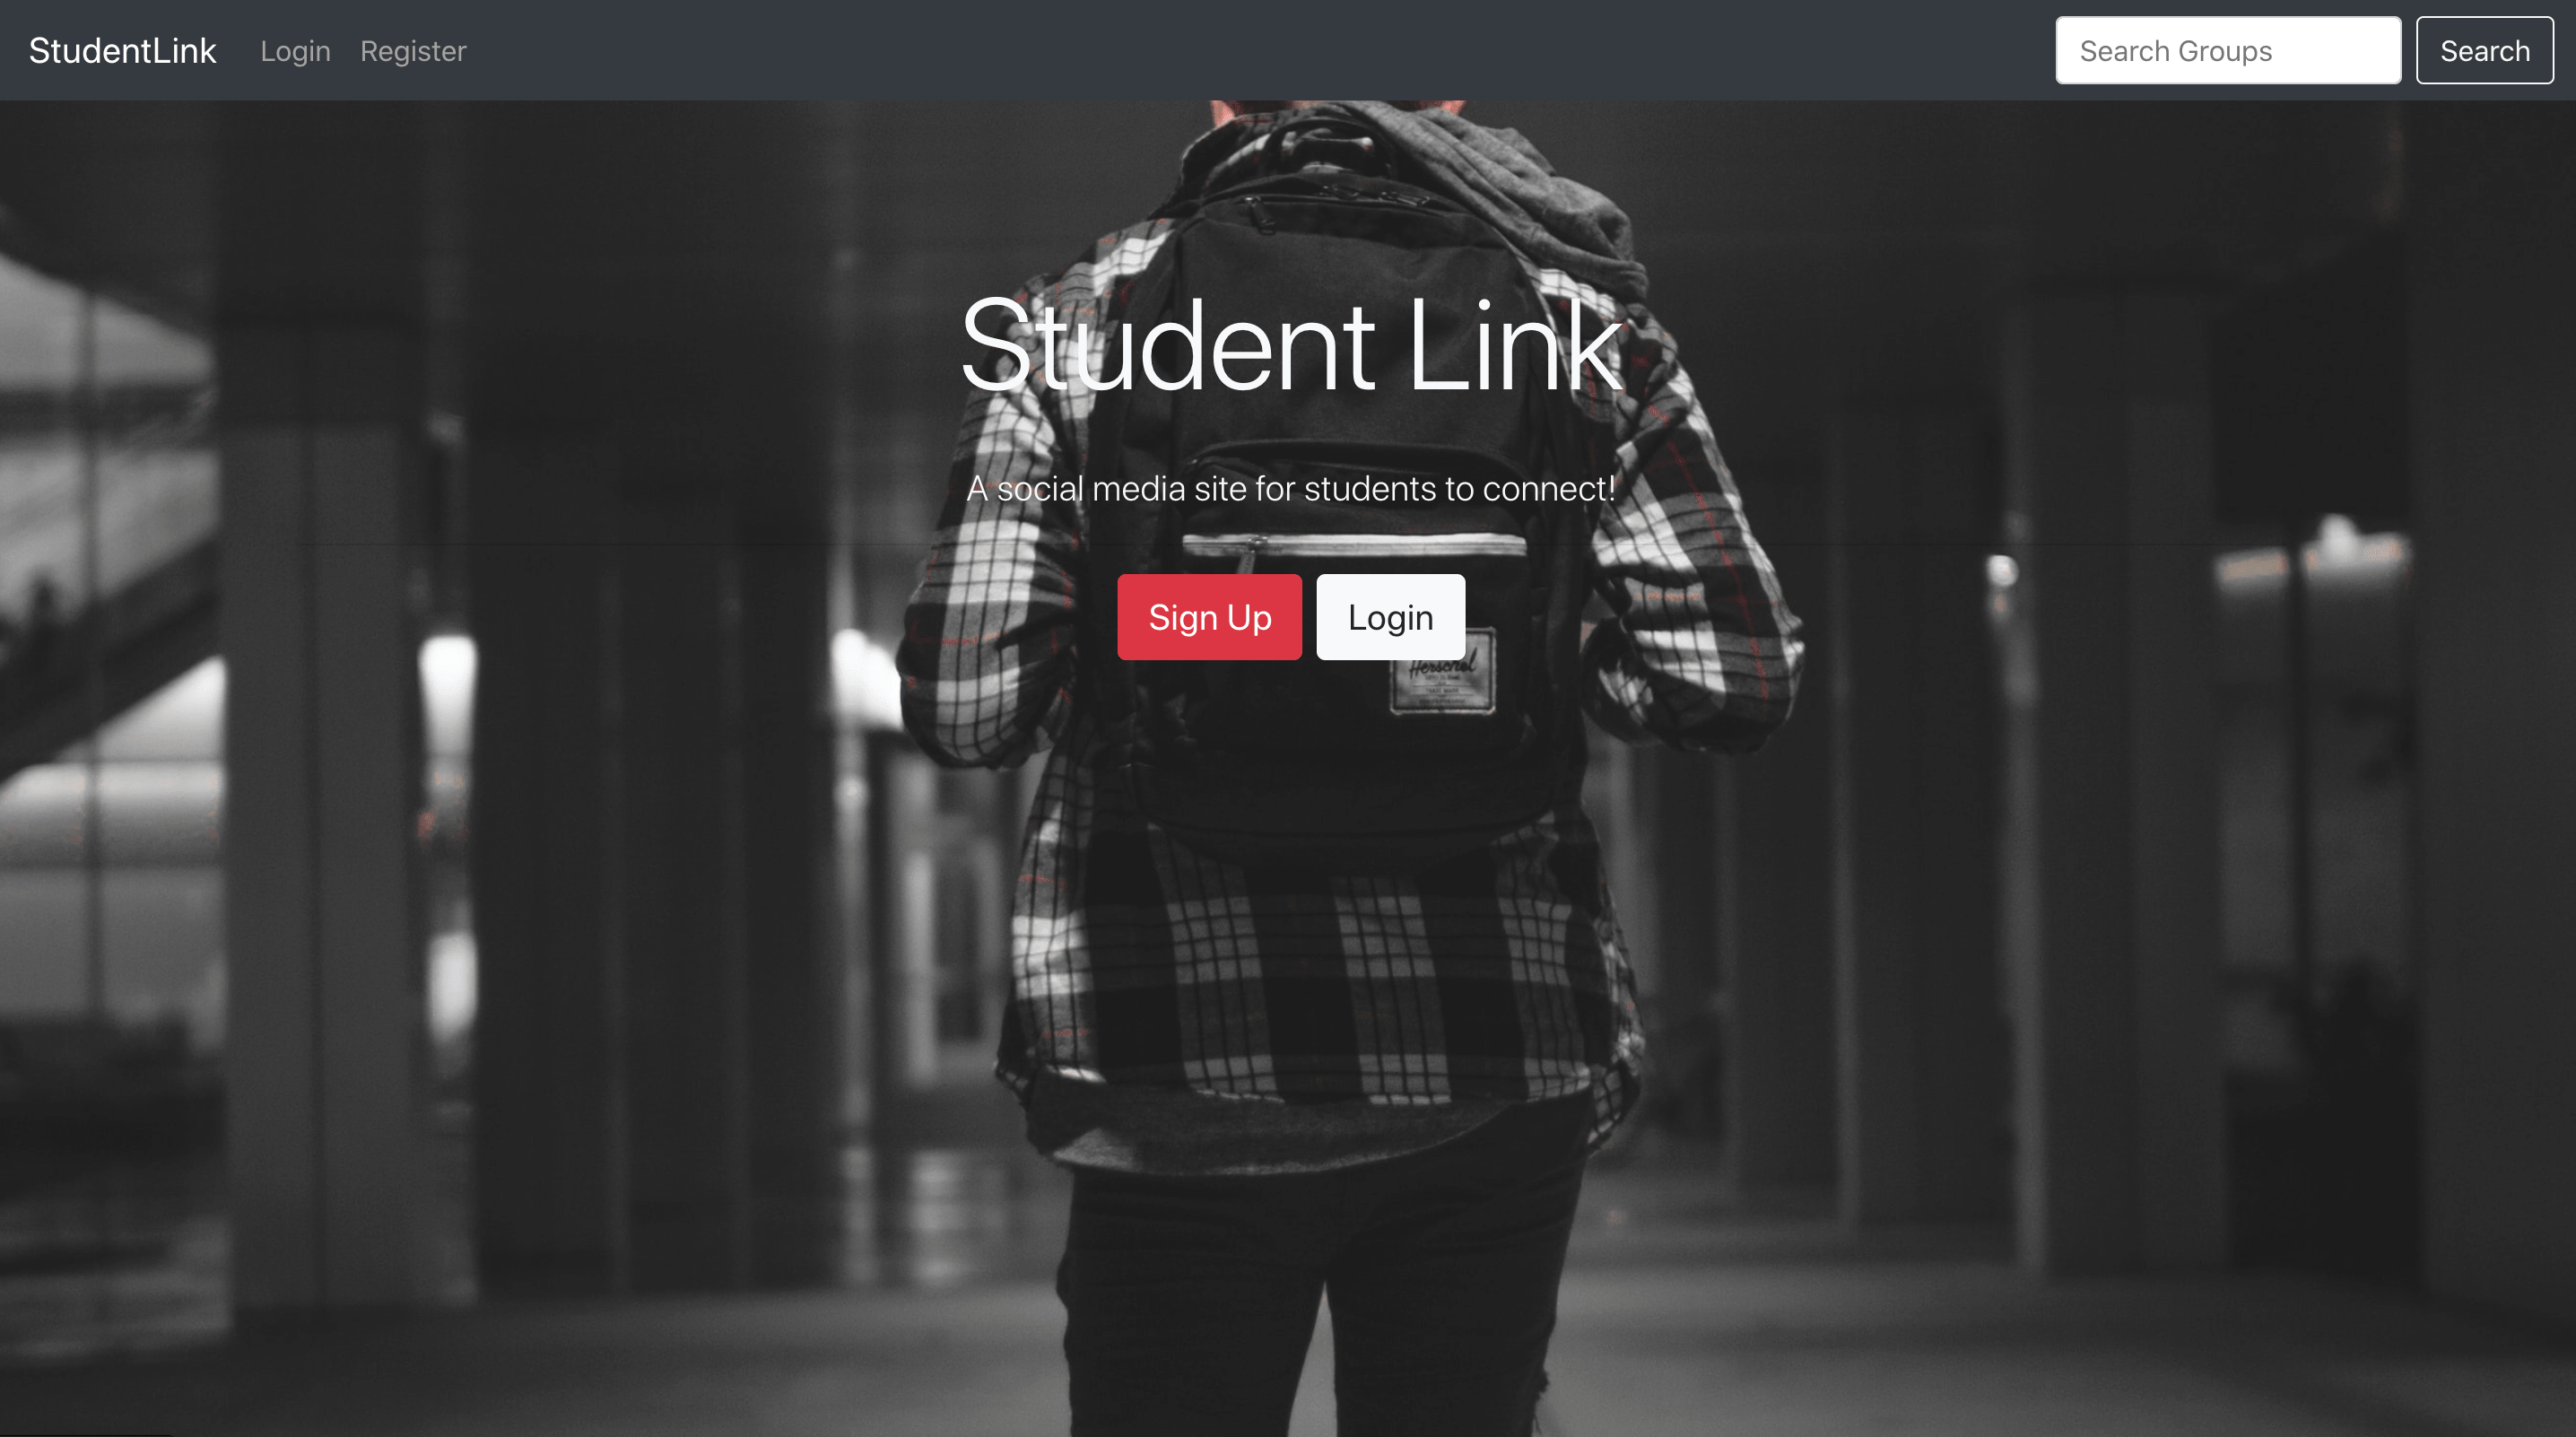 StudentLink Login Register Search Groups Search
Student Link
A social media site for students to connect!
Sign Up Login
Herschel